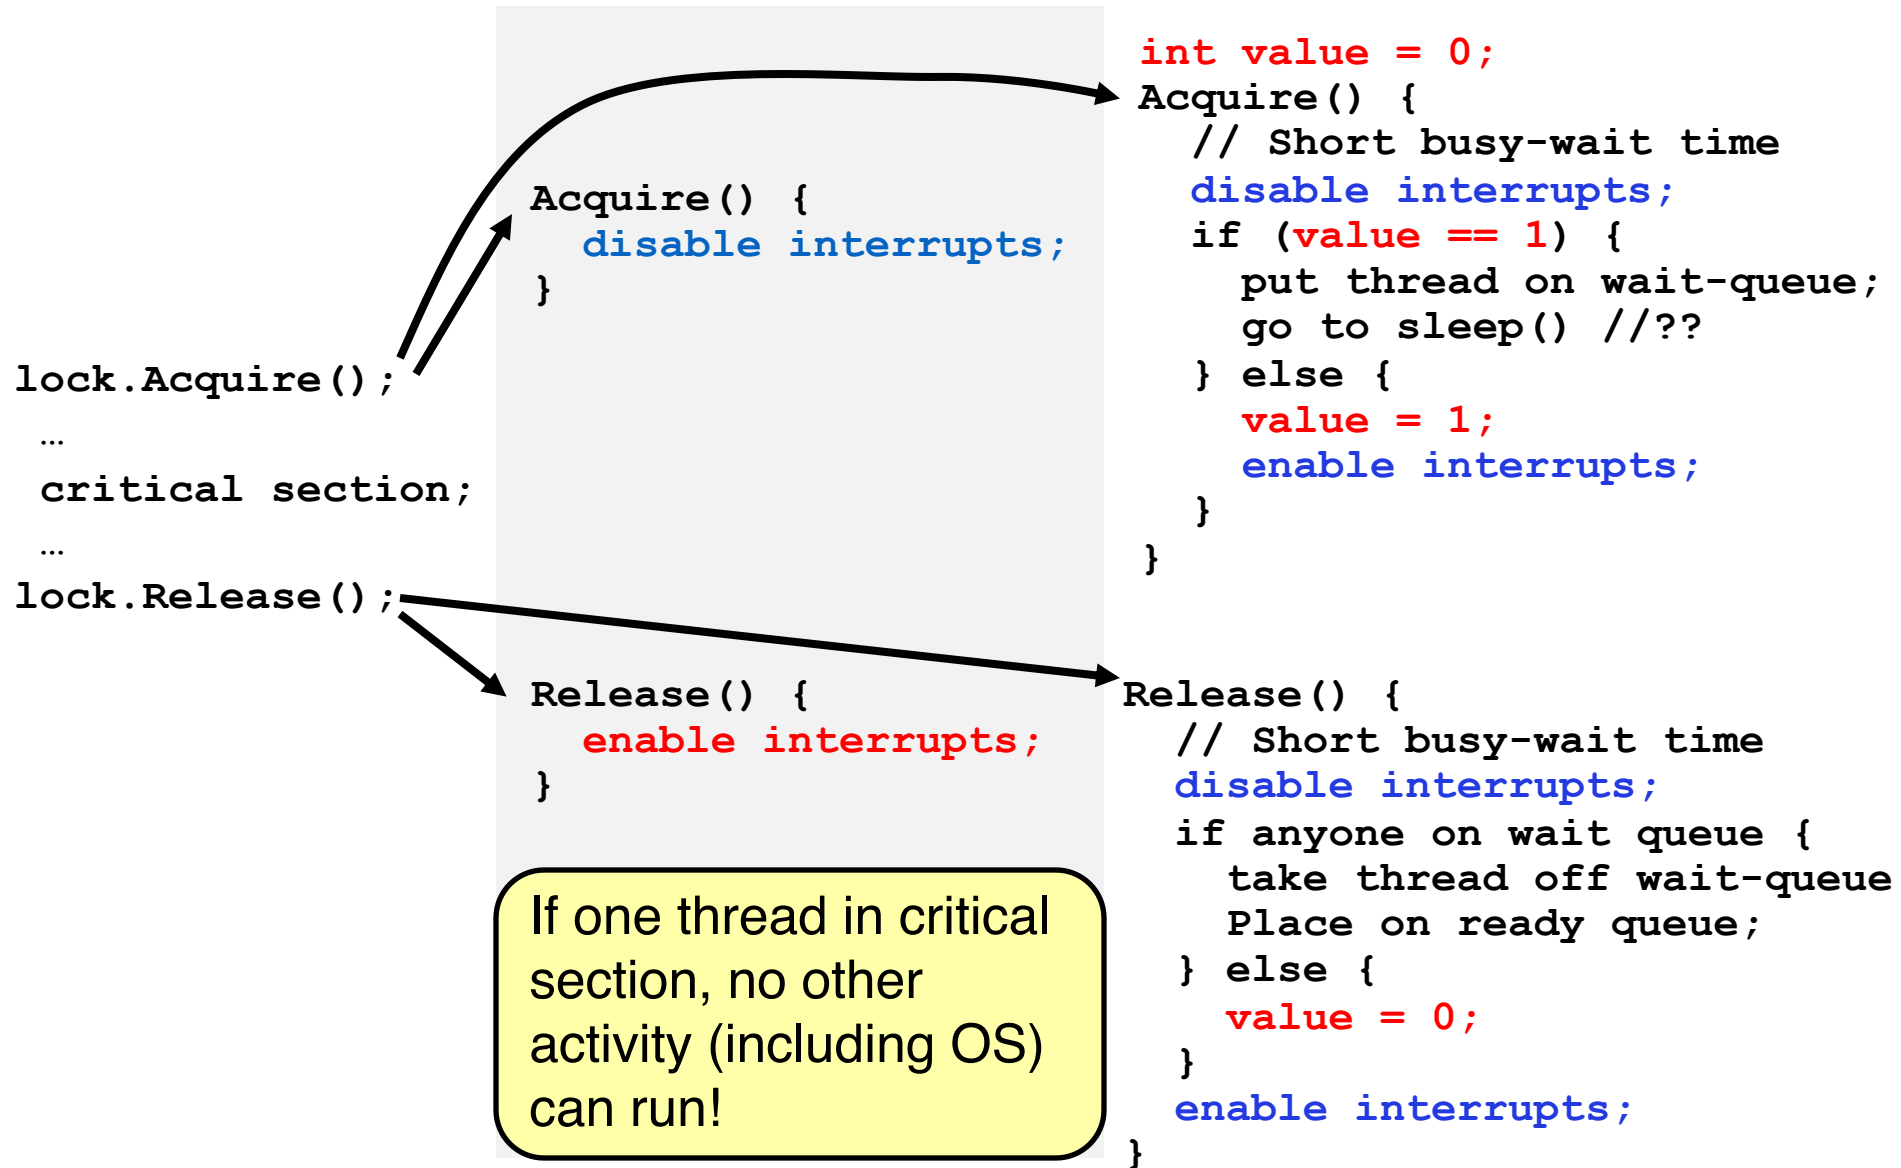 lock.Acquire();
…
critical section;
…
lock.Release();
Acquire() {
disable interrupts;
}
Release() {
enable interrupts;
}
If one thread in critical
section, no other
activity (including OS)
can run!
int value = 0;
Acquire() {
// Short busy-wait time
disable interrupts;
if (value == 1) {
put thread on wait-queue;
go to sleep() //??
} else {
value = 1;
enable interrupts;
}
}
Release() {
// Short busy-wait time
disable interrupts;
if anyone on wait queue {
take thread off wait-queue
Place on ready queue;
} else {
value = 0;
}
enable interrupts;
}